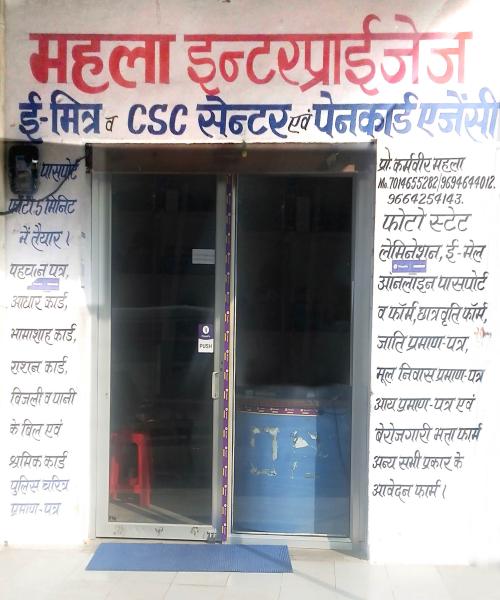 महला इन्टरप्राईजेज
ई-मित्र व CSC सेन्टर एवं पेनकार्ड एजेंसी
पासपोर्ट
फोटो 5 मिनिट
में तैयार।
पहचान पत्र,
आधार कार्ड,
भामाशाह कार्ड,
राशन कार्ड,
बिजली व पानी
के बिल एवं
श्रमिक कार्ड
पुलिस चरित्र
प्रमाण-पत्र
PUSH
प्रो. कर्मवीर महला
Mo. 7014655282/9694644012,
9664254143.
फोटो स्टेट
लेमिनेशन, ई-मेल
ऑनलाइन पासपोर्ट
व फॉर्म, छात्रवृति फॉर्म,
जाति प्रमाण-पत्र,
मूल निवास प्रमाण-पत्र
आय प्रमाण-पत्र एवं
बेरोजगारी भत्ता फार्म
अन्य सभी प्रकार के
आवेदन फार्म।